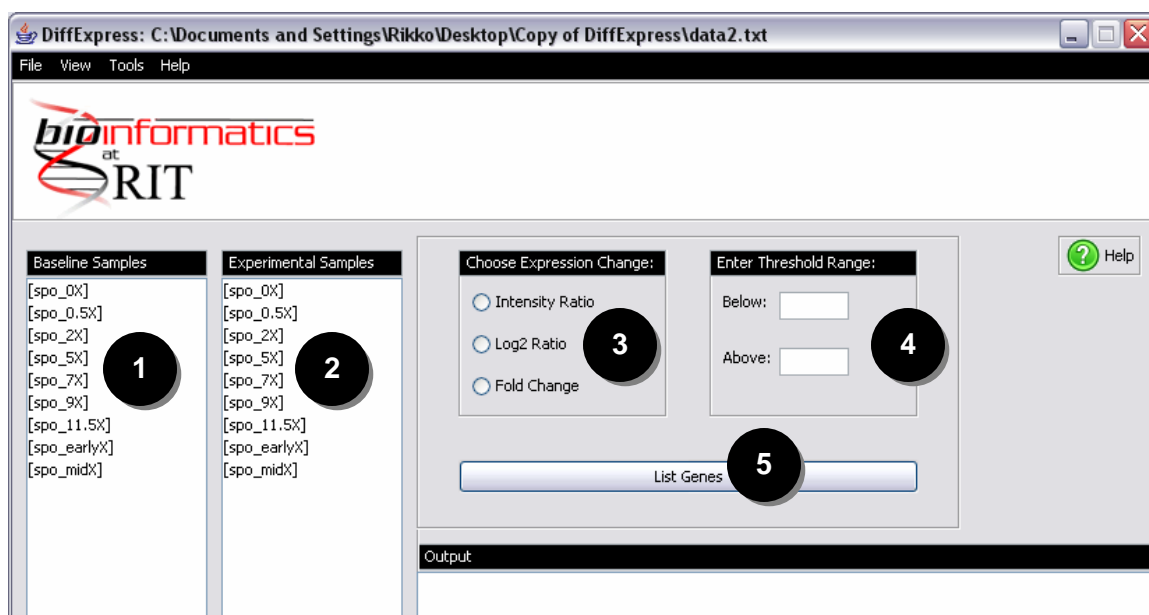 DiffExpress: C:\Documents and Settings\Rikko\Desktop\Copy of DiffExpress\data2.txt
File View Tools Help
bioinformatics
at
RIT
Baseline Samples
[spo_0X]
[spo_0.5X]
[spo_2X]
[spo_5X]
[spo_7X]
[spo_9X]
[spo_11.5X]
[spo_earlyX]
[spo_midX]
1
Experimental Samples
[spo_0X]
[spo_0.5X]
[spo_2X]
[spo_5X]
[spo_7X]
[spo_9X]
[spo_11.5X]
[spo_earlyX]
[spo_midX]
2
Choose Expression Change:
Intensity Ratio
Log2 Ratio
Fold Change
3
Enter Threshold Range:
Below:
Above:
4
Help
List Genes
5
Output